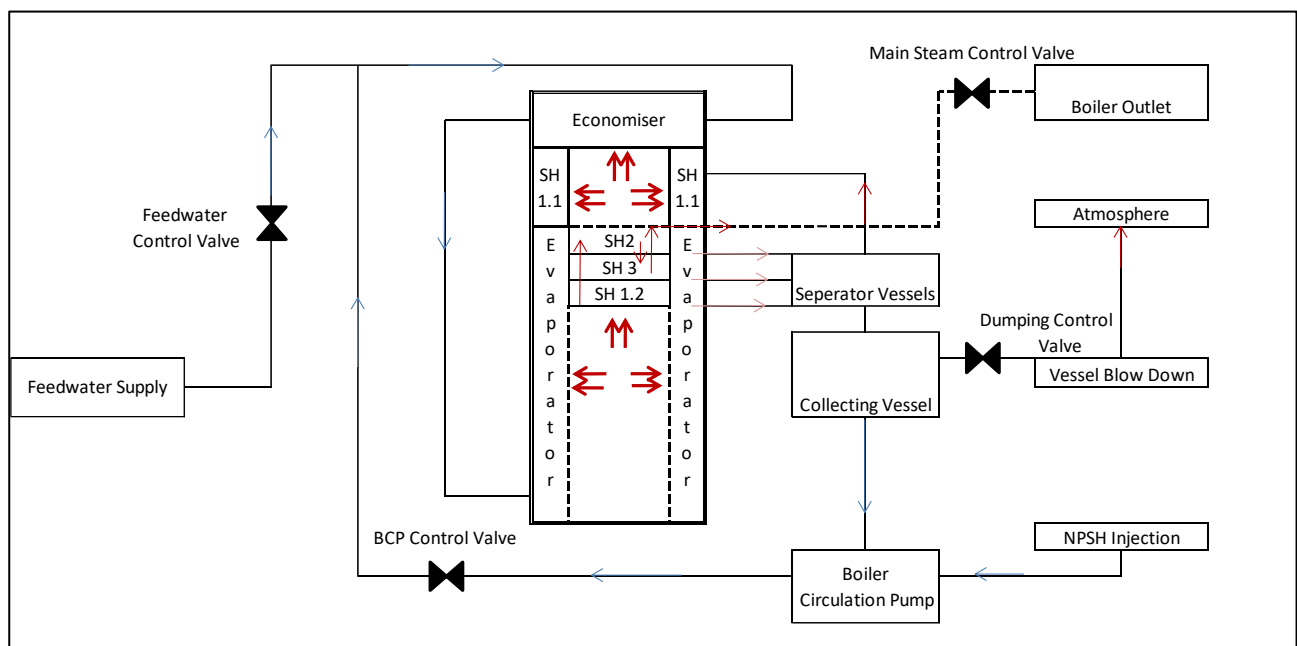 Main Steam Control Valve
Boiler Outlet
Economiser
SH
1.1
SH
1.1
Feedwater
Control Valve
Atmosphere
SH2
SH 3
SH 1.2
E
v
a
p
o
r
a
t
o
r
E
v
a
p
o
r
a
t
o
r
Seperator Vessels
Dumping Control
Valve
Feedwater Supply
Vessel Blow Down
Collecting Vessel
BCP Control Valve
NPSH Injection
Boiler
Circulation Pump